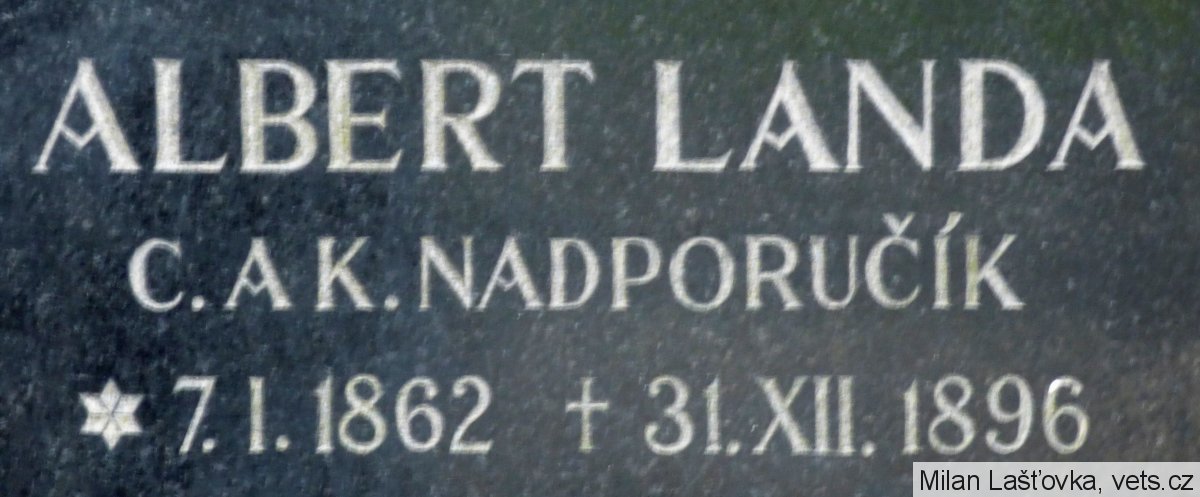 ALBERT LANDA
C. A K. NADPORUČÍK
✶ 7. I. 1862 † 31. XII. 1896
Milan Lašťovka, vets.cz